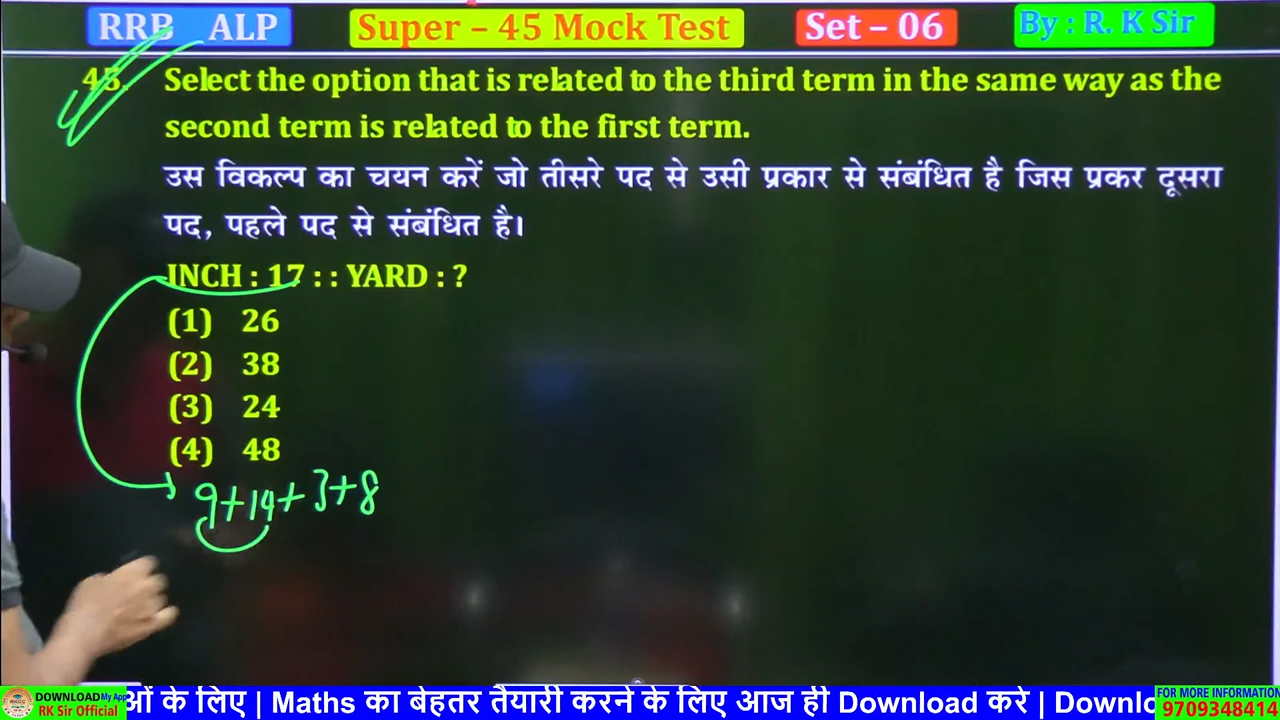 RRB ALP Super – 45 Mock Test Set – 06 By : R. K Sir
45. Select the option that is related to the third term in the same way as the
second term is related to the first term.
उस विकल्प का चयन करें जो तीसरे पद से उसी प्रकार से संबंधित है जिस प्रकर दूसरा
पद, पहले पद से संबंधित है।
INCH : 17 : : YARD : ?
(1) 26
(2) 38
(3) 24
(4) 48
9+14+3+8
DOWNLOAD My App
RK Sir Official
ओं के लिए | Maths का बेहतर तैयारी करने के लिए आज ही Download करे | Downlo
FOR MORE INFORMATION
9709348414